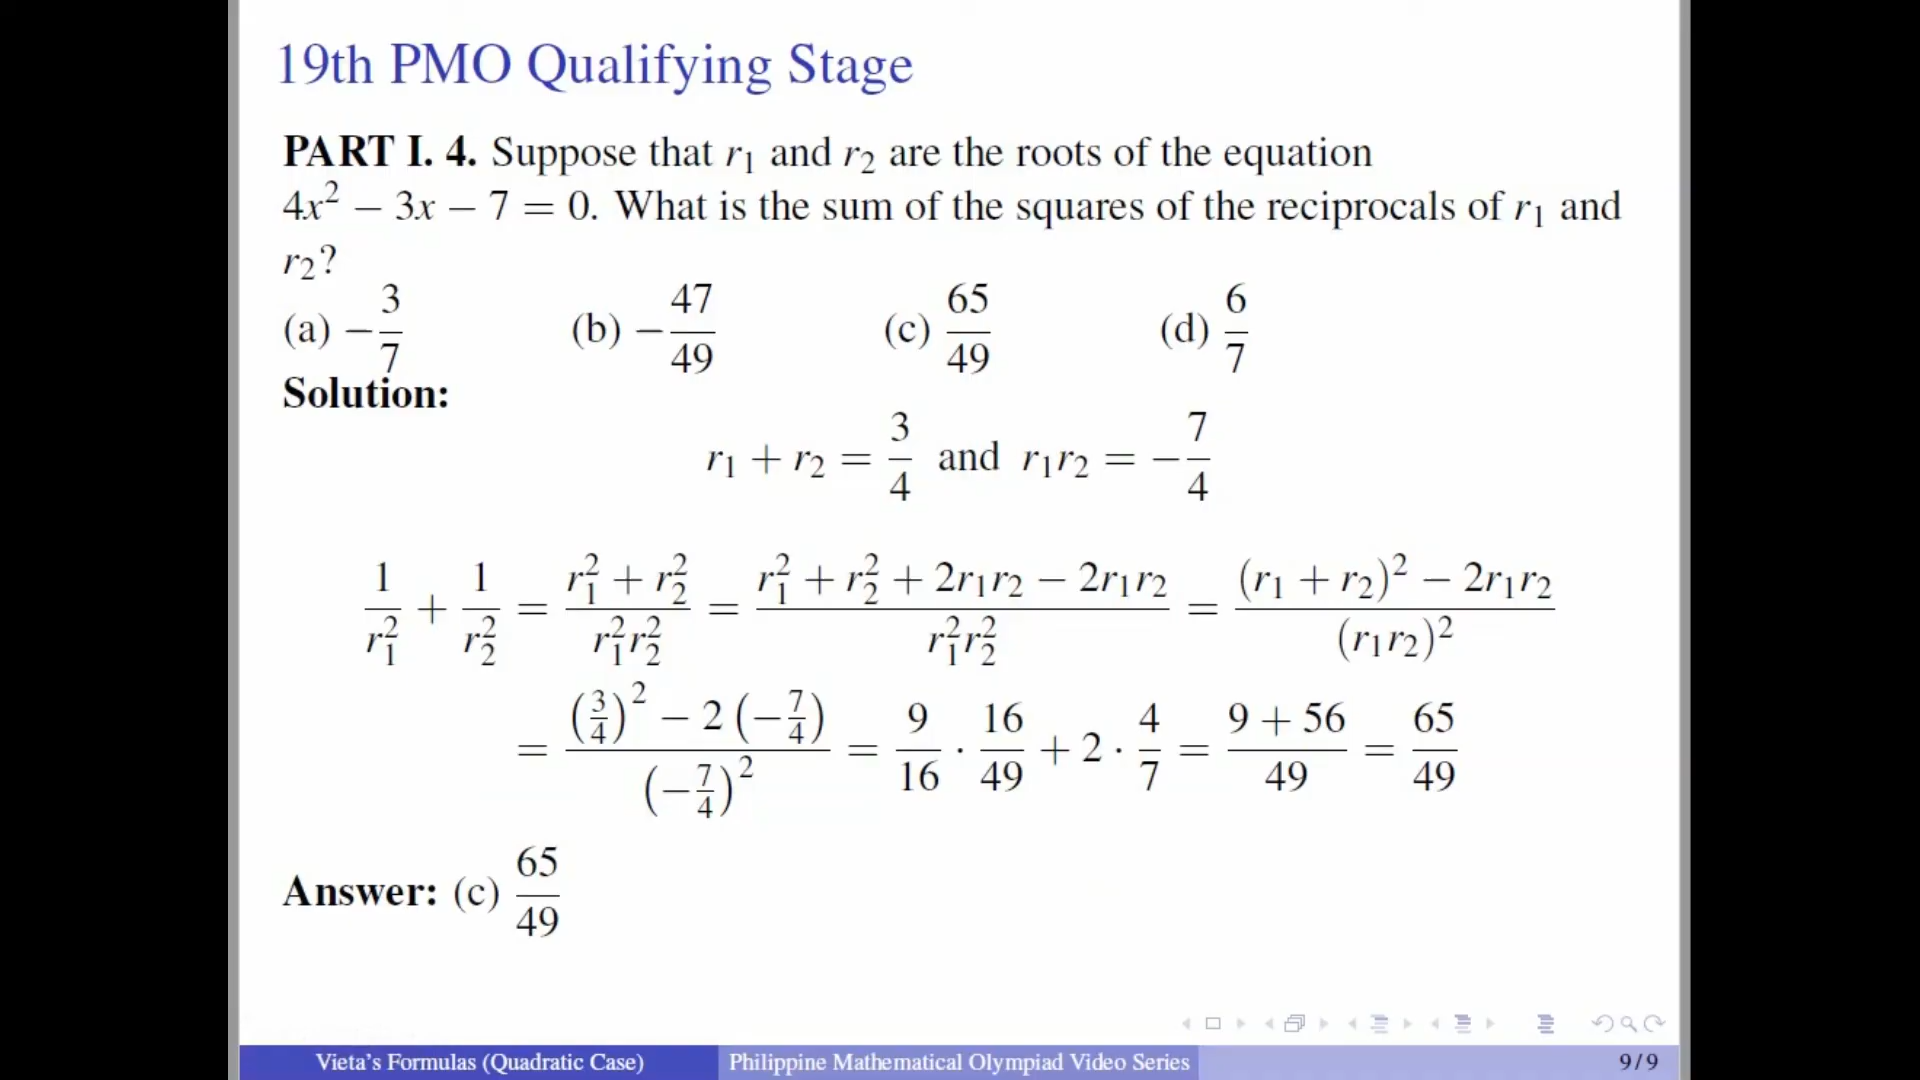 19th PMO Qualifying Stage
PART I. 4. Suppose that r₁ and r₂ are the roots of the equation
4x² − 3x − 7 = 0. What is the sum of the squares of the reciprocals of r₁ and
r₂?
(a) −3/7 (b) −47/49 (c) 65/49 (d) 6/7
Solution:
r₁ + r₂ = 3/4 and r₁r₂ = −7/4
1/r₁² + 1/r₂² = (r₁² + r₂²)/(r₁²r₂²) = (r₁² + r₂² + 2r₁r₂ − 2r₁r₂)/(r₁²r₂²) = ((r₁ + r₂)² − 2r₁r₂)/(r₁r₂)²
= ((3/4)² − 2(−7/4))/(−7/4)² = 9/16 · 16/49 + 2 · 4/7 = (9 + 56)/49 = 65/49
Answer: (c) 65/49
Vieta's Formulas (Quadratic Case) Philippine Mathematical Olympiad Video Series 9/9